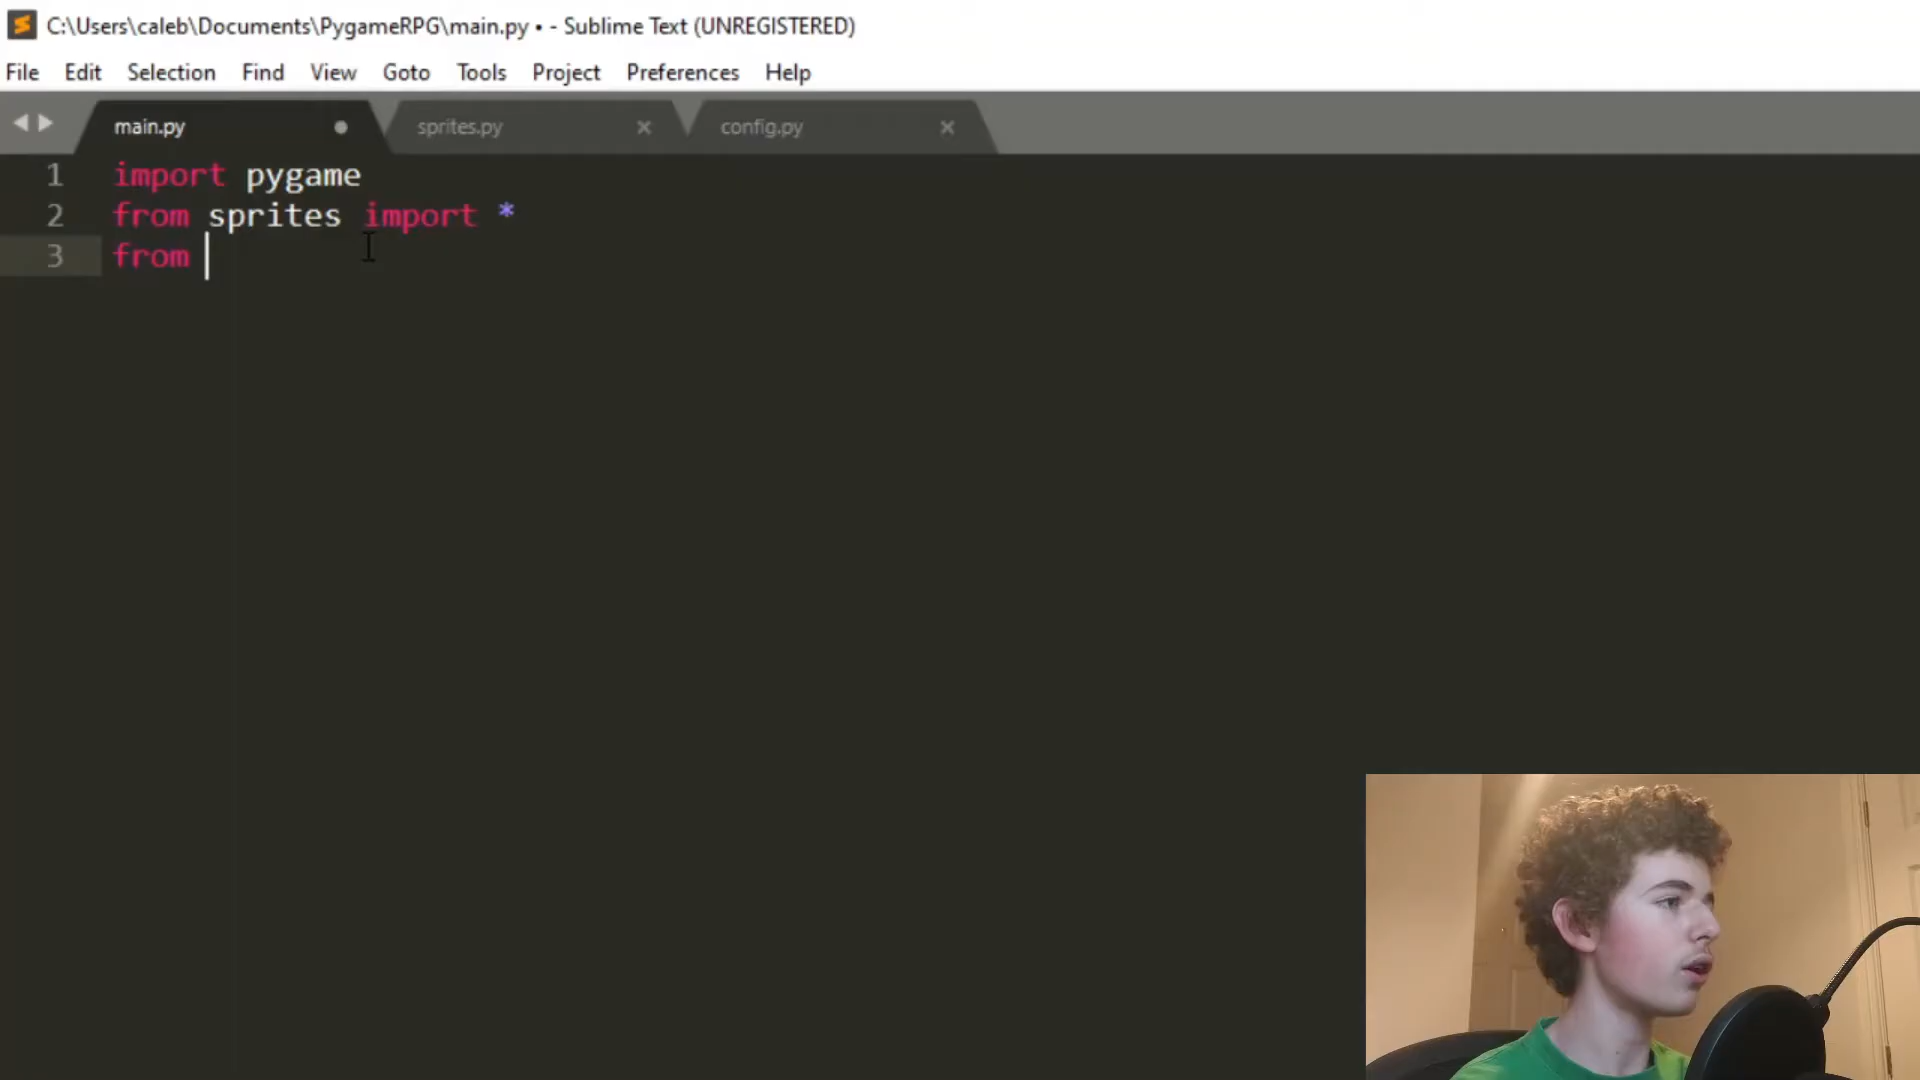 C:\Users\caleb\Documents\PygameRPG\main.py • - Sublime Text (UNREGISTERED)
File Edit Selection Find View Goto Tools Project Preferences Help
main.py sprites.py config.py
1 import pygame
2 from sprites import *
3 from